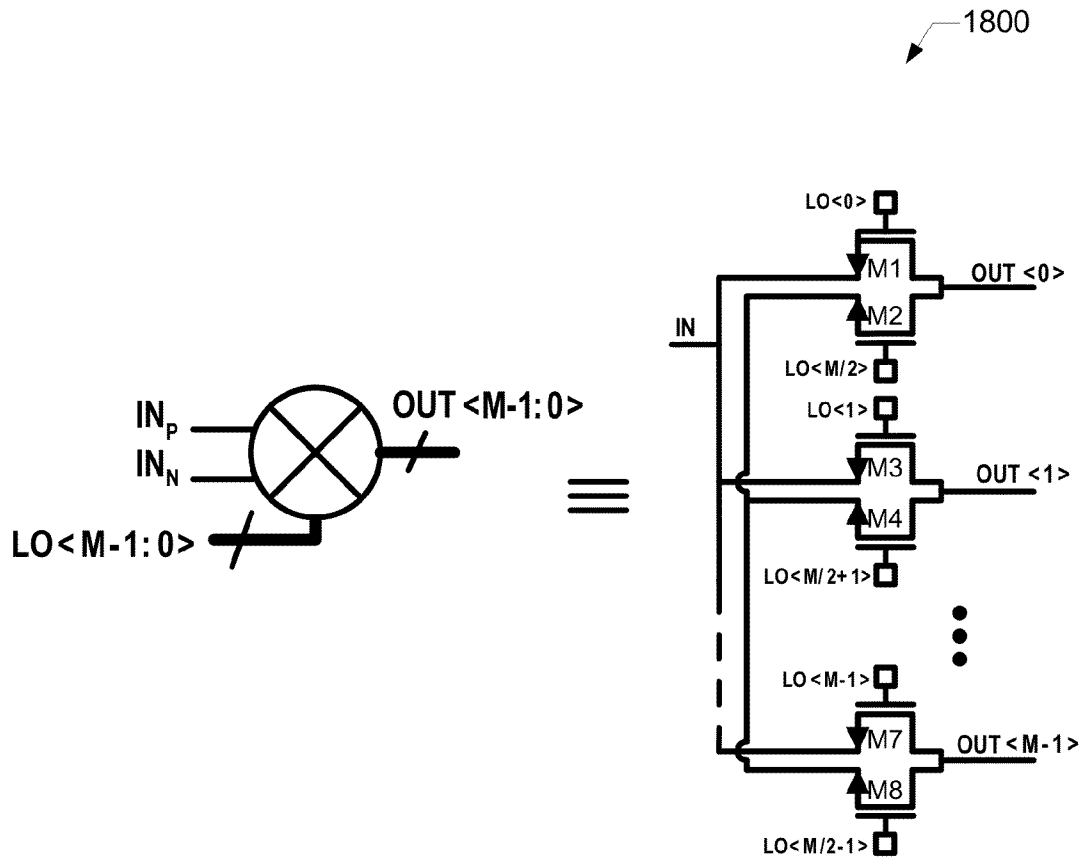 1800
LO<0>
M1
OUT <0>
M2
IN
LO<M/2>
IN_P
OUT <M-1:0>
LO<1>
IN_N
M3
OUT <1>
M4
LO<M-1:0>
LO<M/2+1>
LO<M-1>
M7
OUT <M-1>
M8
LO<M/2-1>